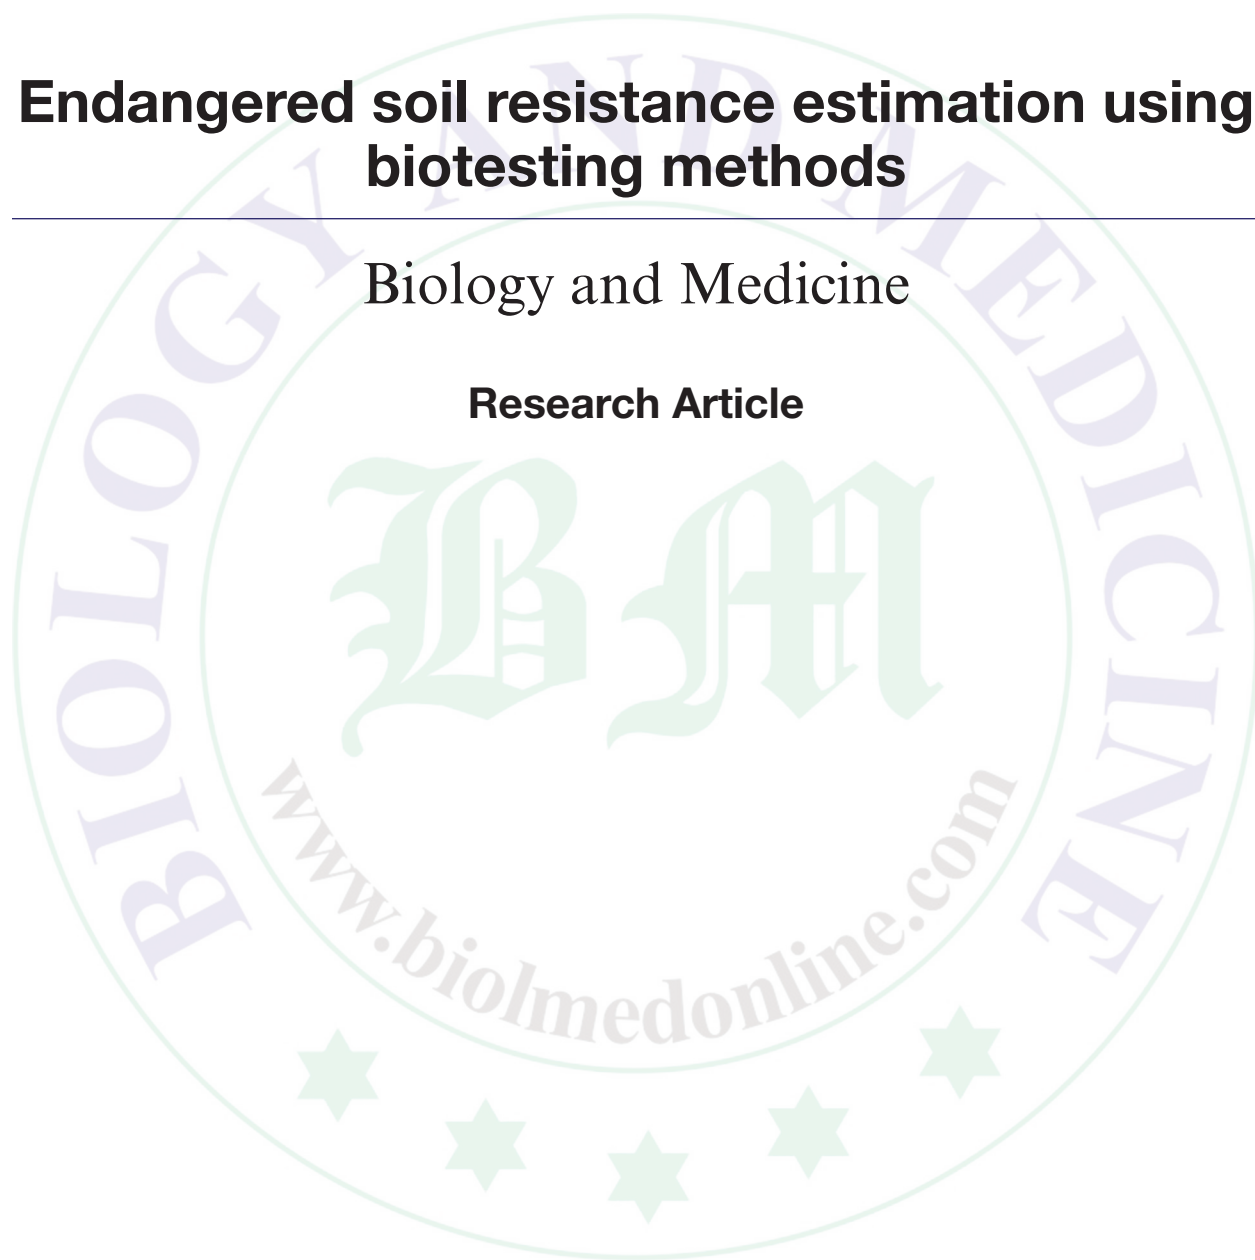 Endangered soil resistance estimation using
biotesting methods
Biology and Medicine
Research Article
BIOLOGY AND MEDICINE
BM
www.biolmedonline.com